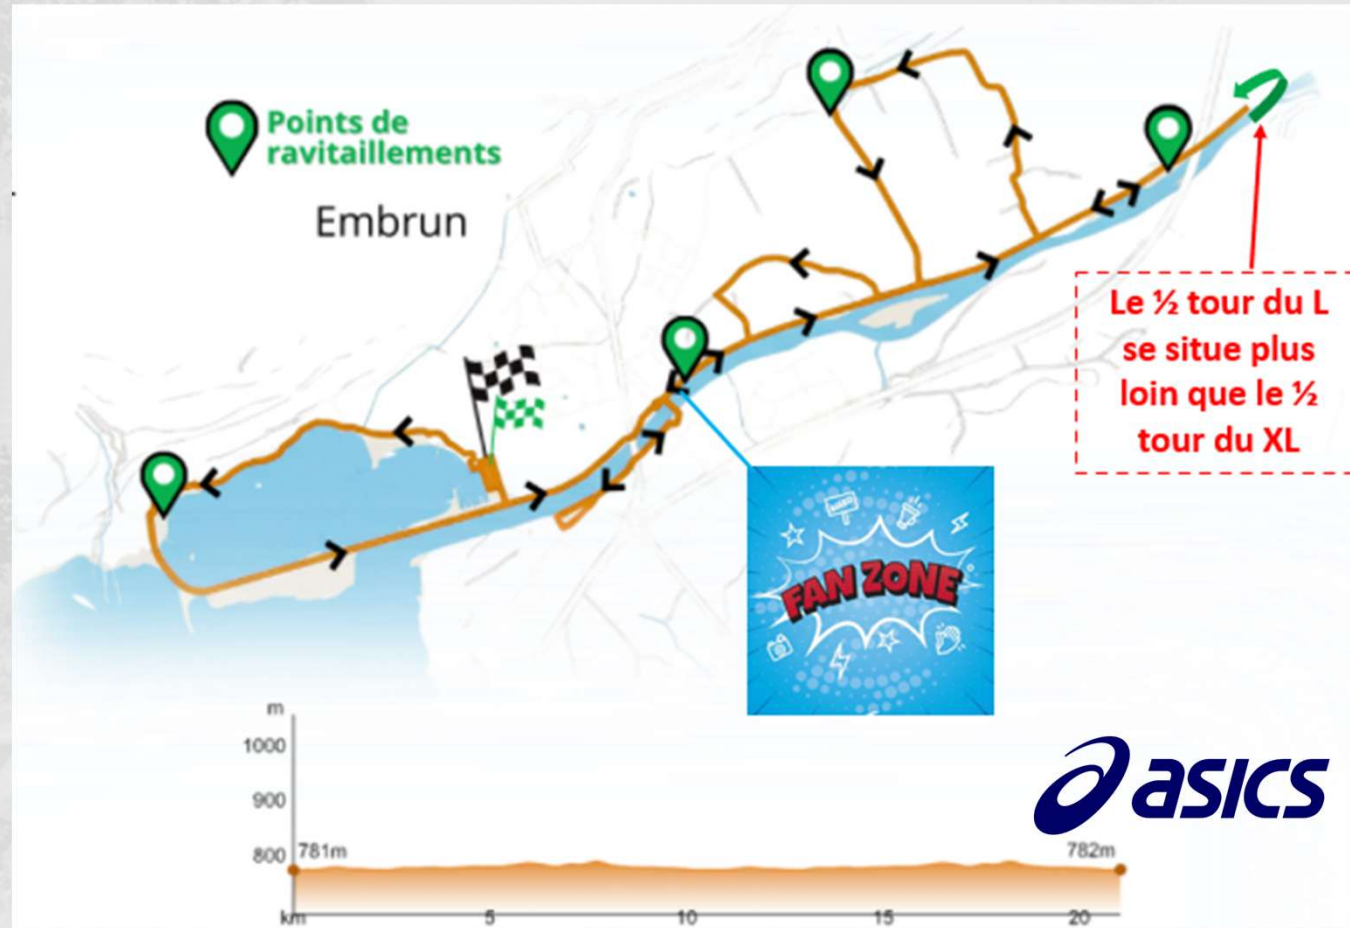 Points de
ravitaillements
Embrun
Le ½ tour du L
se situe plus
loin que le ½
tour du XL
FAN ZONE
m
1000
900
800
781m
782m
asics
km
5
10
15
20